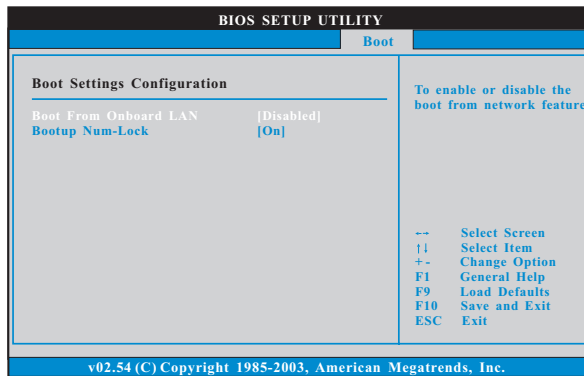 BIOS SETUP UTILITY
Boot
Boot Settings Configuration
Boot From Onboard LAN [Disabled]
Bootup Num-Lock [On]
To enable or disable the
boot from network feature
←→ Select Screen
↑↓ Select Item
+ - Change Option
F1 General Help
F9 Load Defaults
F10 Save and Exit
ESC Exit
v02.54 (C) Copyright 1985-2003, American Megatrends, Inc.